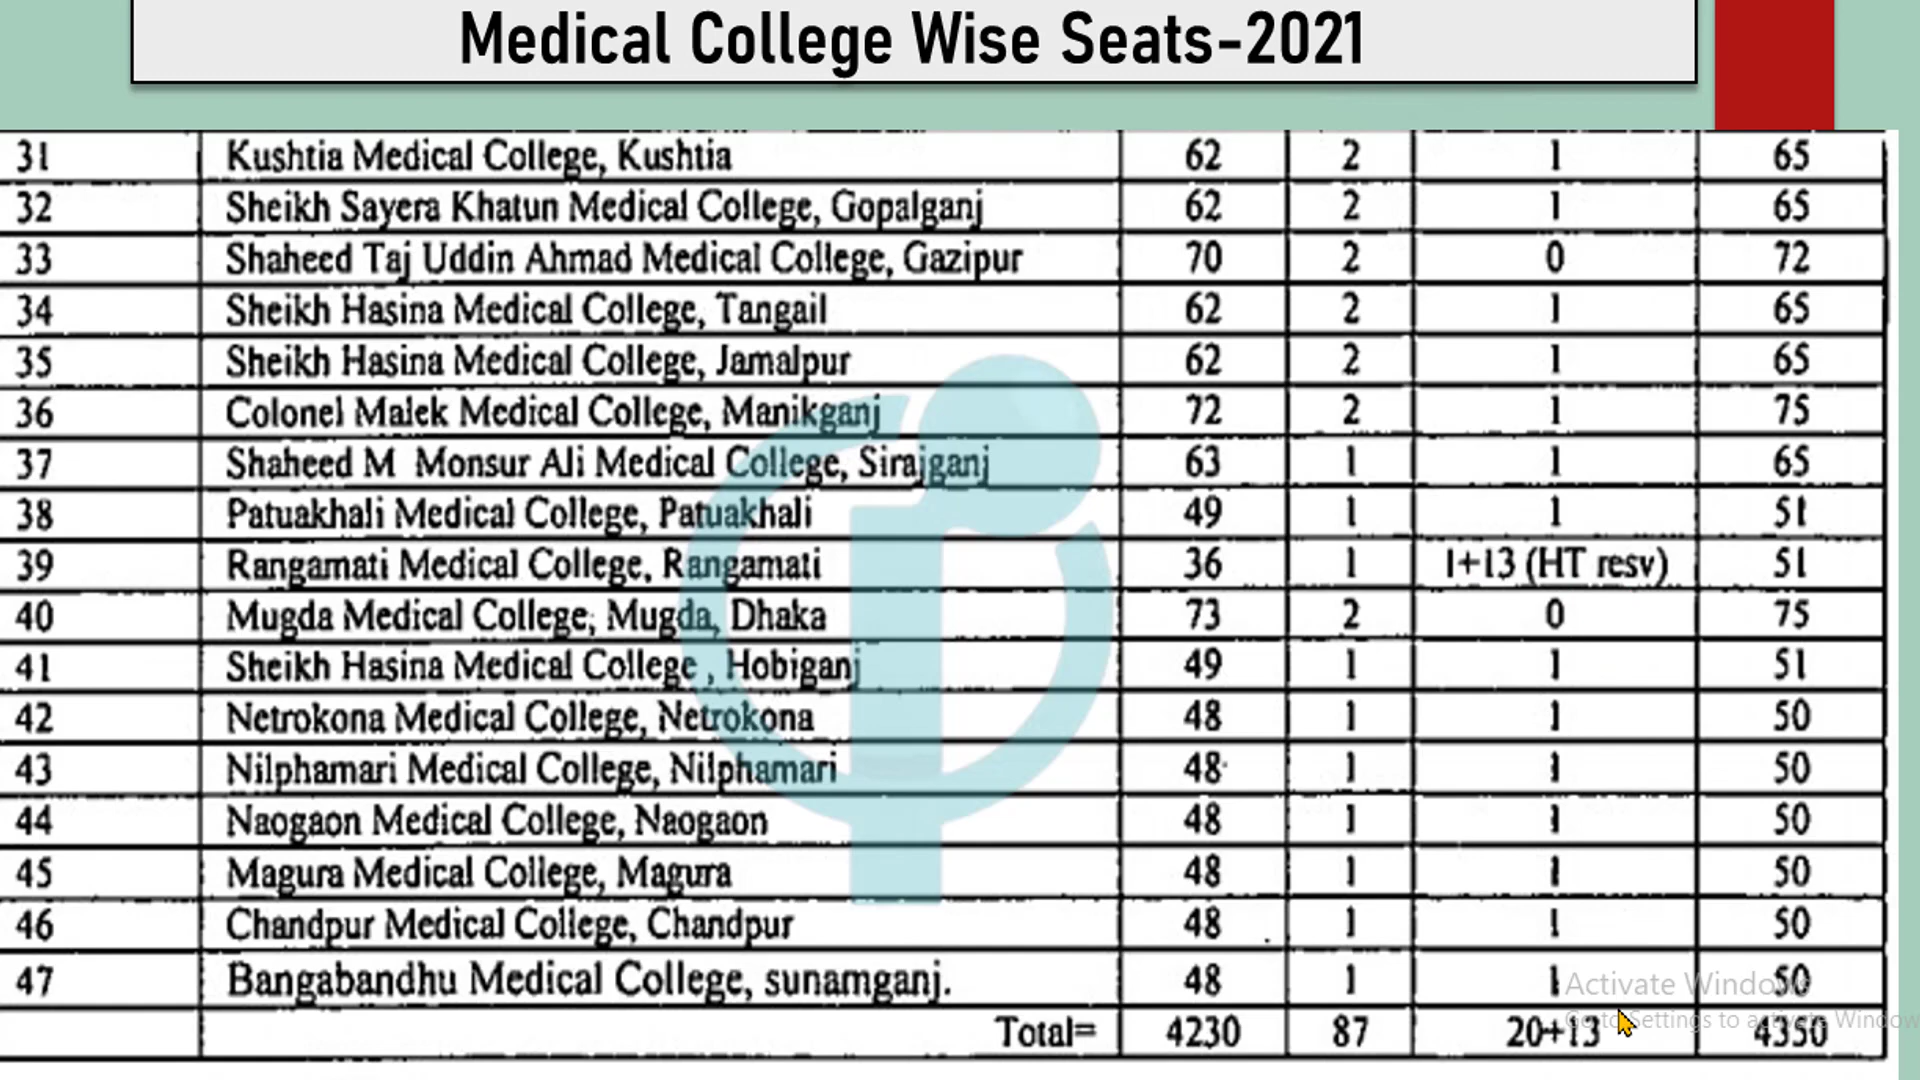 Medical College Wise Seats-2021
31 Kushtia Medical College, Kushtia 62 2 1 65
32 Sheikh Sayera Khatun Medical College, Gopalganj 62 2 1 65
33 Shaheed Taj Uddin Ahmad Medical College, Gazipur 70 2 0 72
34 Sheikh Hasina Medical College, Tangail 62 2 1 65
35 Sheikh Hasina Medical College, Jamalpur 62 2 1 65
36 Colonel Malek Medical College, Manikganj 72 2 1 75
37 Shaheed M Monsur Ali Medical College, Sirajganj 63 1 1 65
38 Patuakhali Medical College, Patuakhali 49 1 1 51
39 Rangamati Medical College, Rangamati 36 1 1+13 (HT resv) 51
40 Mugda Medical College, Mugda, Dhaka 73 2 0 75
41 Sheikh Hasina Medical College , Hobiganj 49 1 1 51
42 Netrokona Medical College, Netrokona 48 1 1 50
43 Nilphamari Medical College, Nilphamari 48 1 1 50
44 Naogaon Medical College, Naogaon 48 1 1 50
45 Magura Medical College, Magura 48 1 1 50
46 Chandpur Medical College, Chandpur 48 1 1 50
47 Bangabandhu Medical College, sunamganj. 48 1 1 50
Total= 4230 87 20+13 4350
Activate Windows
Go to Settings to activate Window